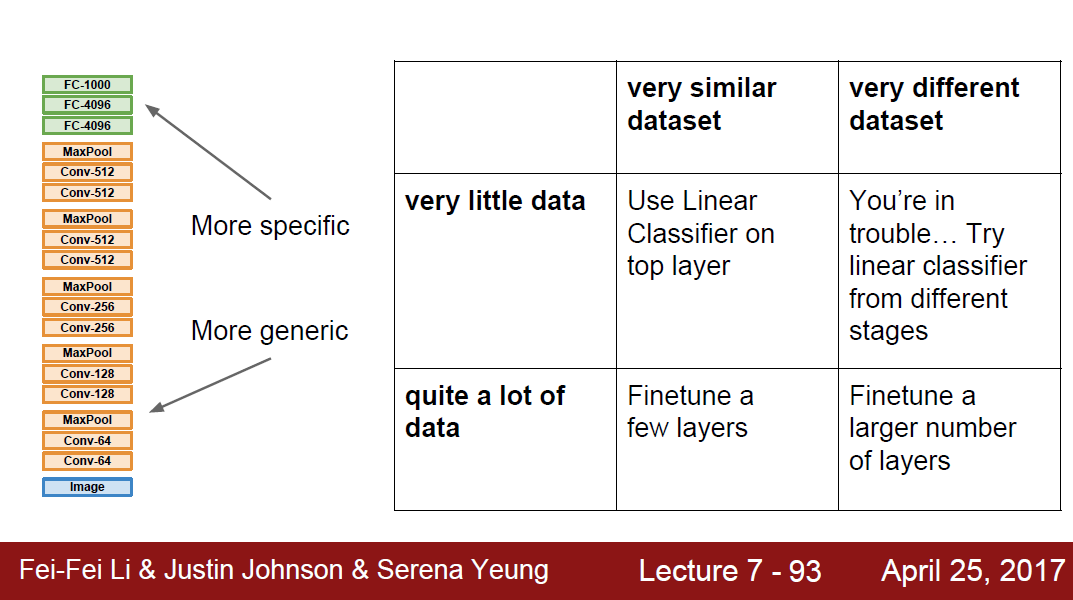 FC-1000
FC-4096
FC-4096
MaxPool
Conv-512
Conv-512
MaxPool
Conv-512
Conv-512
MaxPool
Conv-256
Conv-256
MaxPool
Conv-128
Conv-128
MaxPool
Conv-64
Conv-64
Image
More specific
More generic
very similar
dataset
very different
dataset
very little data
Use Linear
Classifier on
top layer
You’re in
trouble… Try
linear classifier
from different
stages
quite a lot of
data
Finetune a
few layers
Finetune a
larger number
of layers
Fei-Fei Li & Justin Johnson & Serena Yeung
Lecture 7 - 93
April 25, 2017